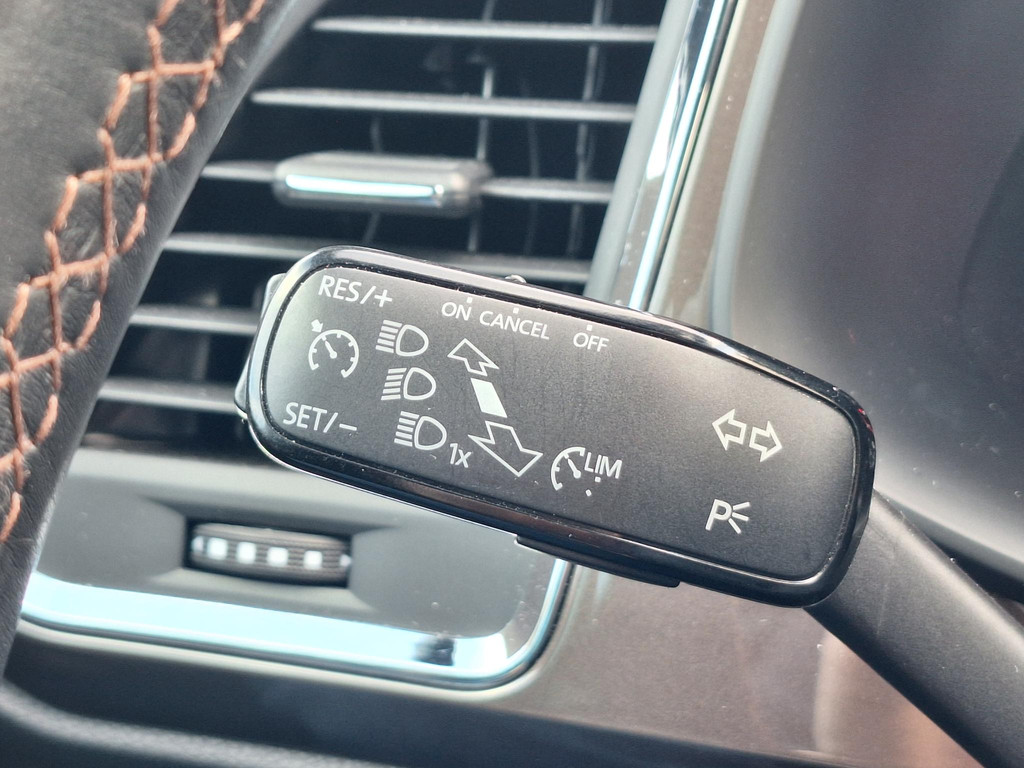 RES/+
ON CANCEL OFF
SET/−
1x
LIM
P